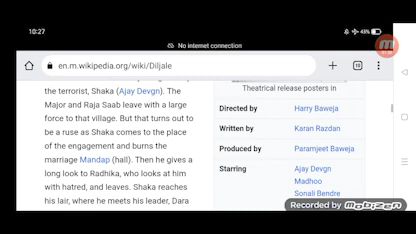 10:27
43%
No internet connection
en.m.wikipedia.org/wiki/Diljale
the terrorist, Shaka (Ajay Devgn). The
Major and Raja Saab leave with a large
force to that village. But that turns out to
be a ruse as Shaka comes to the place
of the engagement and burns the
marriage Mandap (hall). Then he gives a
long look to Radhika, who looks at him
with hatred, and leaves. Shaka reaches
his lair, where he meets his leader, Dara
Theatrical release posters in
Directed by Harry Baweja
Written by Karan Razdan
Produced by Paramjeet Baweja
Starring Ajay Devgn
Madhoo
Sonali Bendre
Recorded by Mobizen